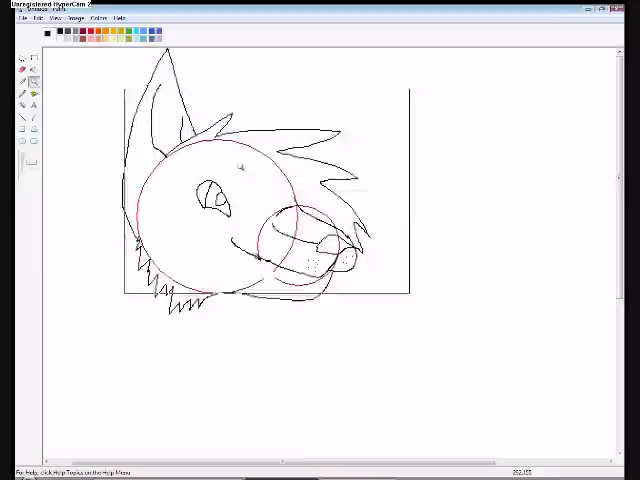 Unregistered HyperCam 2
File Edit View Image Colors Help
For Help, click Help Topics on the Help Menu.